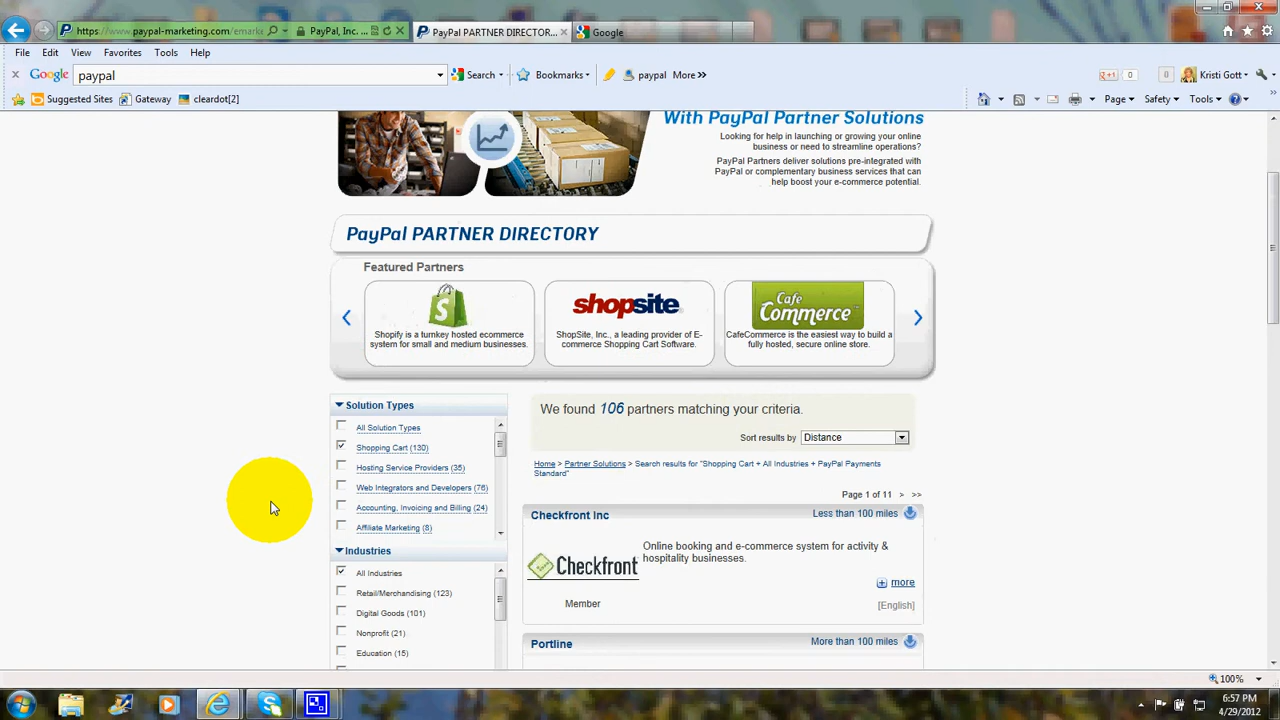 https://www.paypal-marketing.com/emark
PayPal, Inc. ...
PayPal PARTNER DIRECTOR...
Google
File Edit View Favorites Tools Help
Google
paypal
Search
Bookmarks
paypal
More »
+1
0
0
Kristi Gott
Suggested Sites
Gateway
cleardot[2]
Page
Safety
Tools
With PayPal Partner Solutions
Looking for help in launching or growing your online
business or need to streamline operations?
PayPal Partners deliver solutions pre-integrated with
PayPal or complementary business services that can
help boost your e-commerce potential.
PayPal PARTNER DIRECTORY
Featured Partners
Shopify is a turnkey hosted ecommerce
system for small and medium businesses.
shopsite
ShopSite, Inc., a leading provider of E-
commerce Shopping Cart Software.
Cafe
Commerce
CafeCommerce is the easiest way to build a
fully hosted, secure online store.
Solution Types
All Solution Types
Shopping Cart (130)
Hosting Service Providers (35)
Web Integrators and Developers (76)
Accounting, Invoicing and Billing (24)
Affiliate Marketing (8)
Industries
All Industries
Retail/Merchandising (123)
Digital Goods (101)
Nonprofit (21)
Education (15)
We found 106 partners matching your criteria.
Sort results by
Distance
Home > Partner Solutions > Search results for "Shopping Cart + All Industries + PayPal Payments
Standard"
Page 1 of 11 > >>
Checkfront Inc
Less than 100 miles
Checkfront
Online booking and e-commerce system for activity &
hospitality businesses.
more
Member
[English]
Portline
More than 100 miles
100%
6:57 PM
4/29/2012